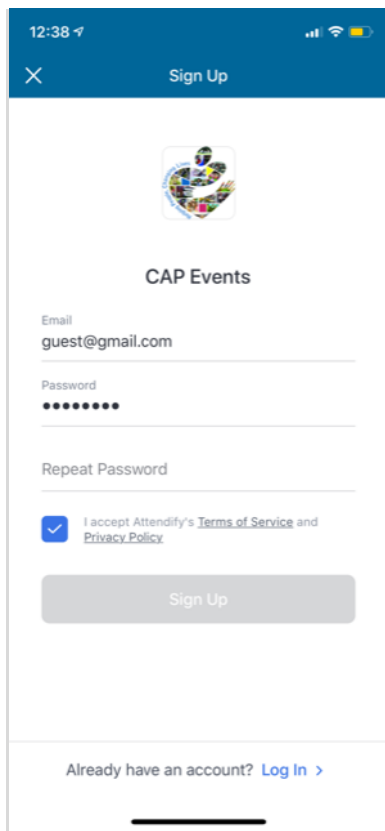 12:38
Sign Up
CAP Events
Email
guest@gmail.com
Password
••••••••
Repeat Password
I accept Attendify's Terms of Service and
Privacy Policy
Sign Up
Already have an account? Log In >